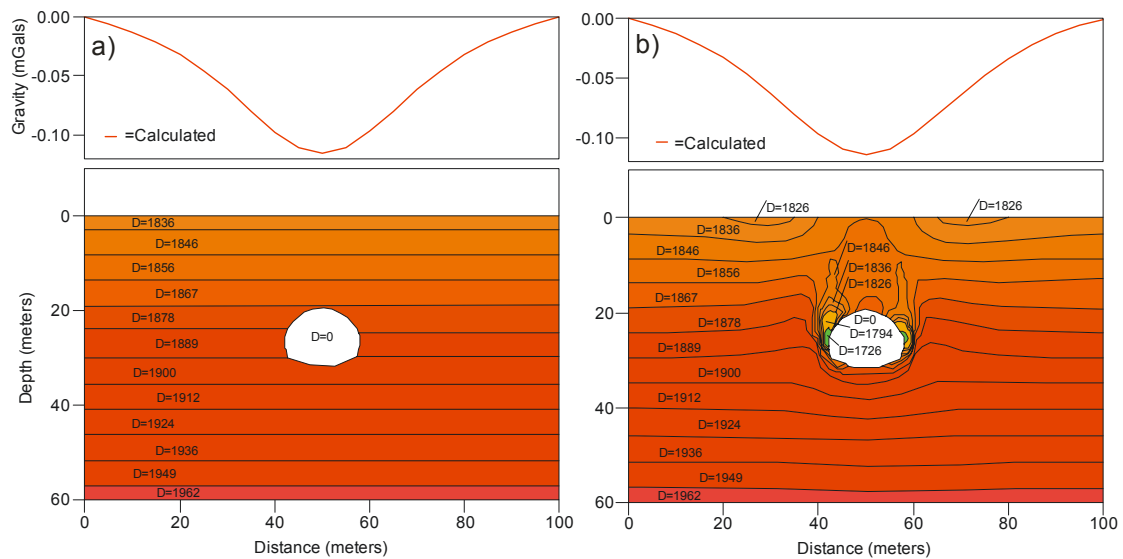 a)
Gravity (mGals)
0.00
-0.05
-0.10
=Calculated
Depth (meters)
0
20
40
60
D=1836
D=1846
D=1856
D=1867
D=1878
D=1889
D=0
D=1900
D=1912
D=1924
D=1936
D=1949
D=1962
0 20 40 60 80 100
Distance (meters)
b)
0.00
-0.05
-0.10
=Calculated
0
20
40
60
D=1826
D=1826
D=1836
D=1846
D=1846
D=1856
D=1836
D=1826
D=1867
D=1878
D=0
D=1794
D=1889
D=1726
D=1900
D=1912
D=1924
D=1936
D=1949
D=1962
0 20 40 60 80 100
Distance (meters)